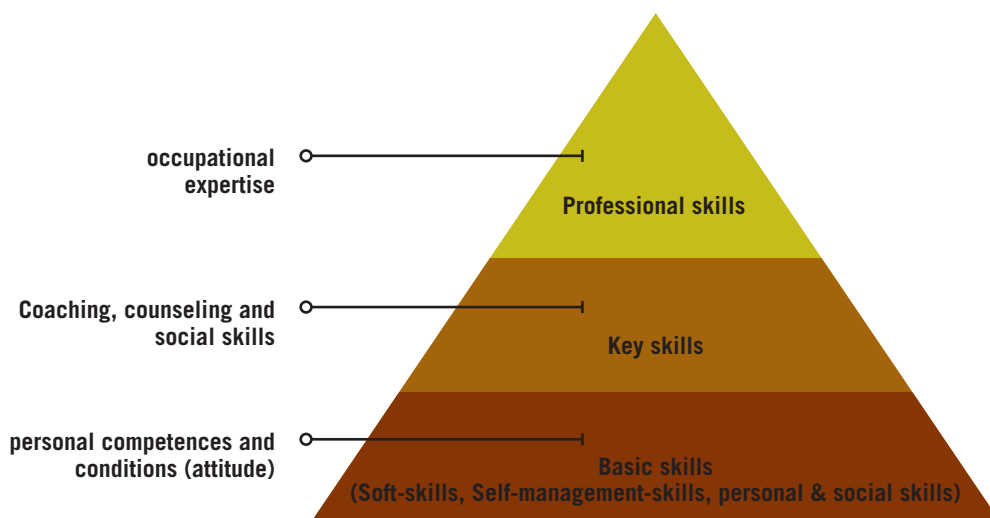 occupational
expertise
Professional skills
Coaching, counseling and
social skills
Key skills
personal competences and
conditions (attitude)
Basic skills
(Soft-skills, Self-management-skills, personal & social skills)